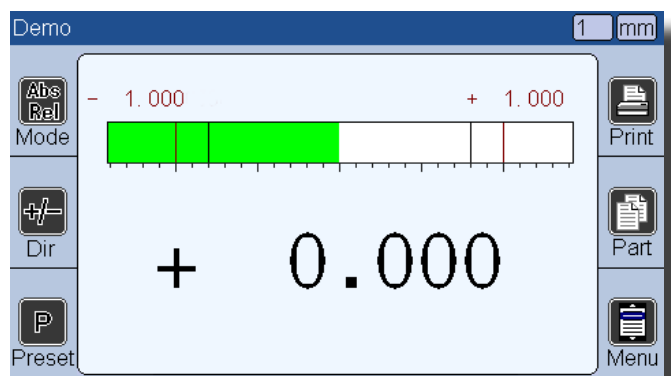 Demo
1 mm
Abs
Rel
Mode
- 1.000
+ 1.000
Print
+/-
Dir
+ 0.000
Part
P
Preset
Menu